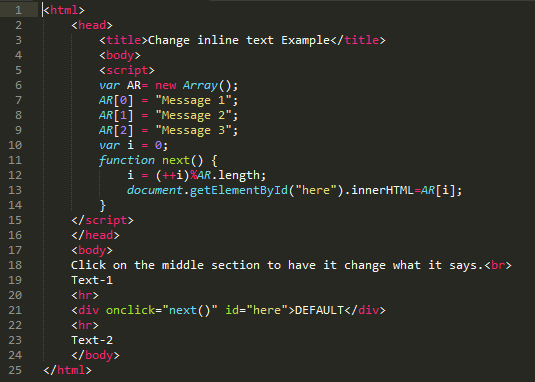 1 <html>
2     <head>
3         <title>Change inline text Example</title>
4         <body>
5         <script>
6         var AR= new Array();
7         AR[0] = "Message 1";
8         AR[1] = "Message 2";
9         AR[2] = "Message 3";
10         var i = 0;
11         function next() {
12             i = (++i)%AR.length;
13             document.getElementById("here").innerHTML=AR[i];
14         }
15     </script>
16     </head>
17     <body>
18     Click on the middle section to have it change what it says.<br>
19     Text-1
20     <hr>
21     <div onclick="next()" id="here">DEFAULT</div>
22     <hr>
23     Text-2
24     </body>
25 </html>